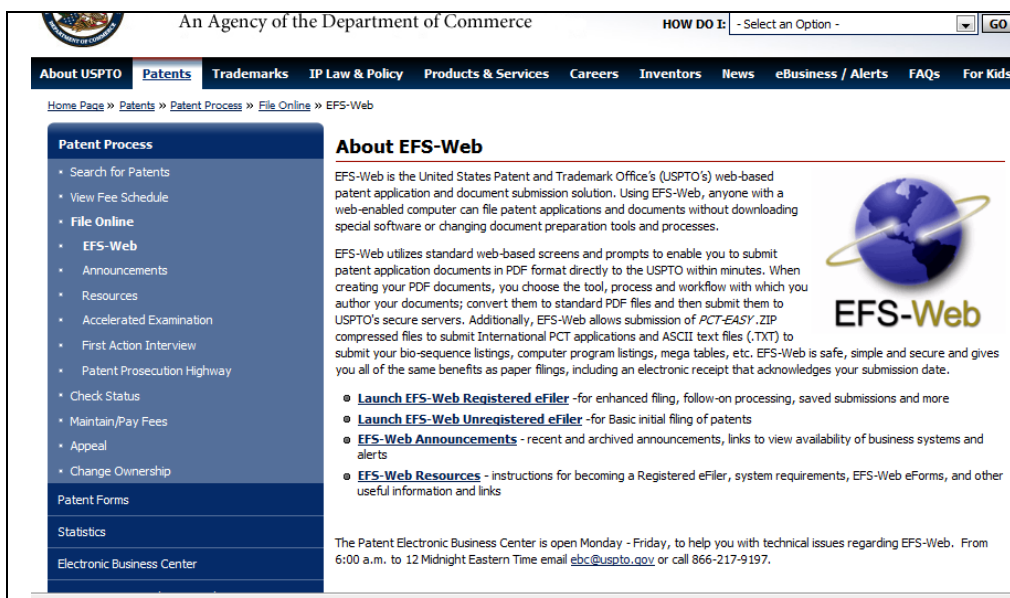 An Agency of the Department of Commerce
HOW DO I: - Select an Option - GO
About USPTO Patents Trademarks IP Law & Policy Products & Services Careers Inventors News eBusiness / Alerts FAQs For Kids
Home Page » Patents » Patent Process » File Online » EFS-Web
Patent Process
Search for Patents
View Fee Schedule
File Online
EFS-Web
Announcements
Resources
Accelerated Examination
First Action Interview
Patent Prosecution Highway
Check Status
Maintain/Pay Fees
Appeal
Change Ownership
Patent Forms
Statistics
Electronic Business Center
About EFS-Web
EFS-Web is the United States Patent and Trademark Office's (USPTO's) web-based
patent application and document submission solution. Using EFS-Web, anyone with a
web-enabled computer can file patent applications and documents without downloading
special software or changing document preparation tools and processes.
EFS-Web utilizes standard web-based screens and prompts to enable you to submit
patent application documents in PDF format directly to the USPTO within minutes. When
creating your PDF documents, you choose the tool, process and workflow with which you
author your documents; convert them to standard PDF files and then submit them to
USPTO's secure servers. Additionally, EFS-Web allows submission of PCT-EASY .ZIP
compressed files to submit International PCT applications and ASCII text files (.TXT) to
submit your bio-sequence listings, computer program listings, mega tables, etc. EFS-Web is safe, simple and secure and gives
you all of the same benefits as paper filings, including an electronic receipt that acknowledges your submission date.
EFS-Web
Launch EFS-Web Registered eFiler -for enhanced filing, follow-on processing, saved submissions and more
Launch EFS-Web Unregistered eFiler -for Basic initial filing of patents
EFS-Web Announcements - recent and archived announcements, links to view availability of business systems and
alerts
EFS-Web Resources - instructions for becoming a Registered eFiler, system requirements, EFS-Web eForms, and other
useful information and links
The Patent Electronic Business Center is open Monday - Friday, to help you with technical issues regarding EFS-Web. From
6:00 a.m. to 12 Midnight Eastern Time email ebc@uspto.gov or call 866-217-9197.